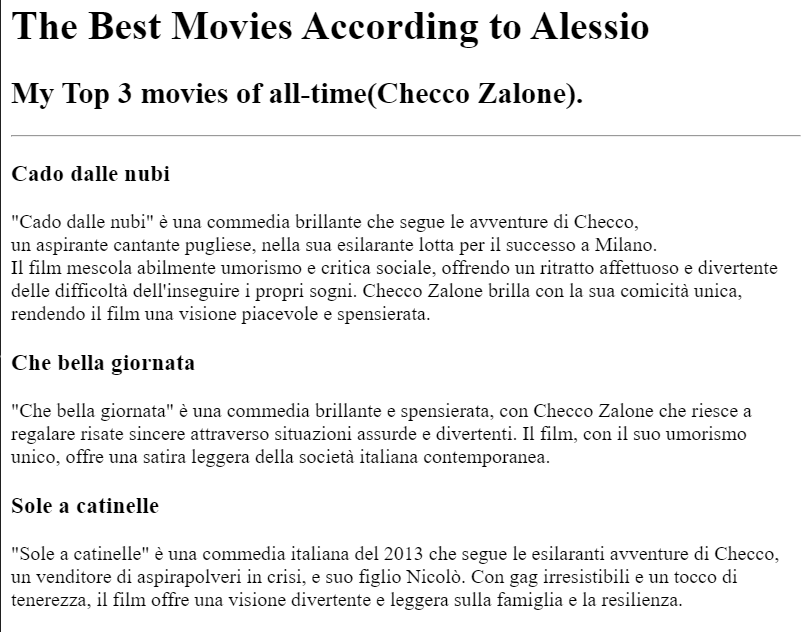 The Best Movies According to Alessio
My Top 3 movies of all-time(Checco Zalone).
Cado dalle nubi
"Cado dalle nubi" è una commedia brillante che segue le avventure di Checco,
un aspirante cantante pugliese, nella sua esilarante lotta per il successo a Milano.
Il film mescola abilmente umorismo e critica sociale, offrendo un ritratto affettuoso e divertente
delle difficoltà dell'inseguire i propri sogni. Checco Zalone brilla con la sua comicità unica,
rendendo il film una visione piacevole e spensierata.
Che bella giornata
"Che bella giornata" è una commedia brillante e spensierata, con Checco Zalone che riesce a
regalare risate sincere attraverso situazioni assurde e divertenti. Il film, con il suo umorismo
unico, offre una satira leggera della società italiana contemporanea.
Sole a catinelle
"Sole a catinelle" è una commedia italiana del 2013 che segue le esilaranti avventure di Checco,
un venditore di aspirapolveri in crisi, e suo figlio Nicolò. Con gag irresistibili e un tocco di
tenerezza, il film offre una visione divertente e leggera sulla famiglia e la resilienza.